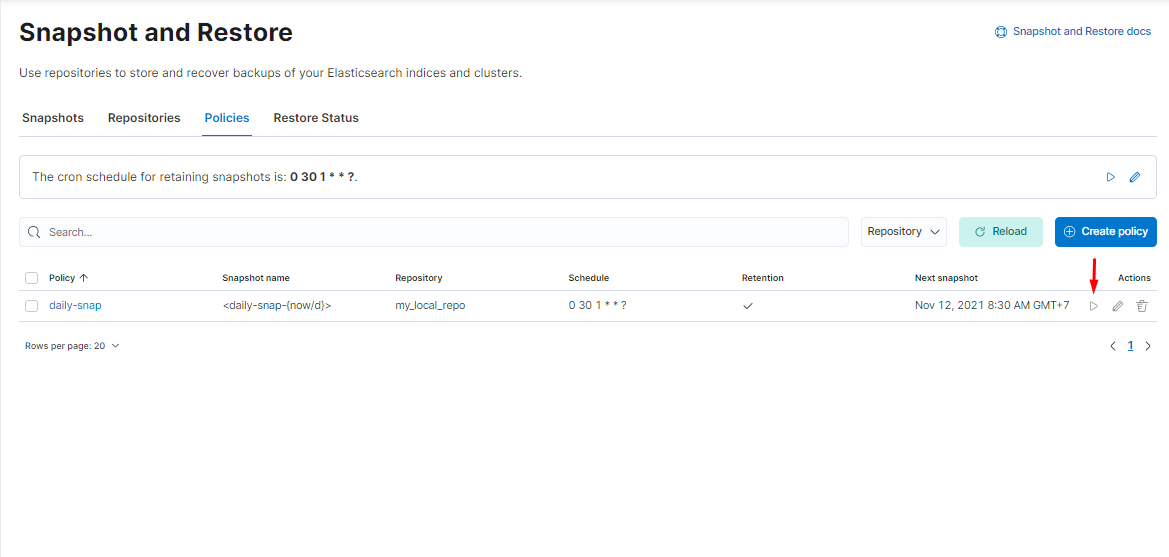 Snapshot and Restore
Snapshot and Restore docs
Use repositories to store and recover backups of your Elasticsearch indices and clusters.
Snapshots Repositories Policies Restore Status
The cron schedule for retaining snapshots is: 0 30 1 * * ?.
Search... Repository Reload Create policy
Policy Snapshot name Repository Schedule Retention Next snapshot Actions
daily-snap <daily-snap-{now/d}> my_local_repo 0 30 1 * * ? Nov 12, 2021 8:30 AM GMT+7
Rows per page: 20 1